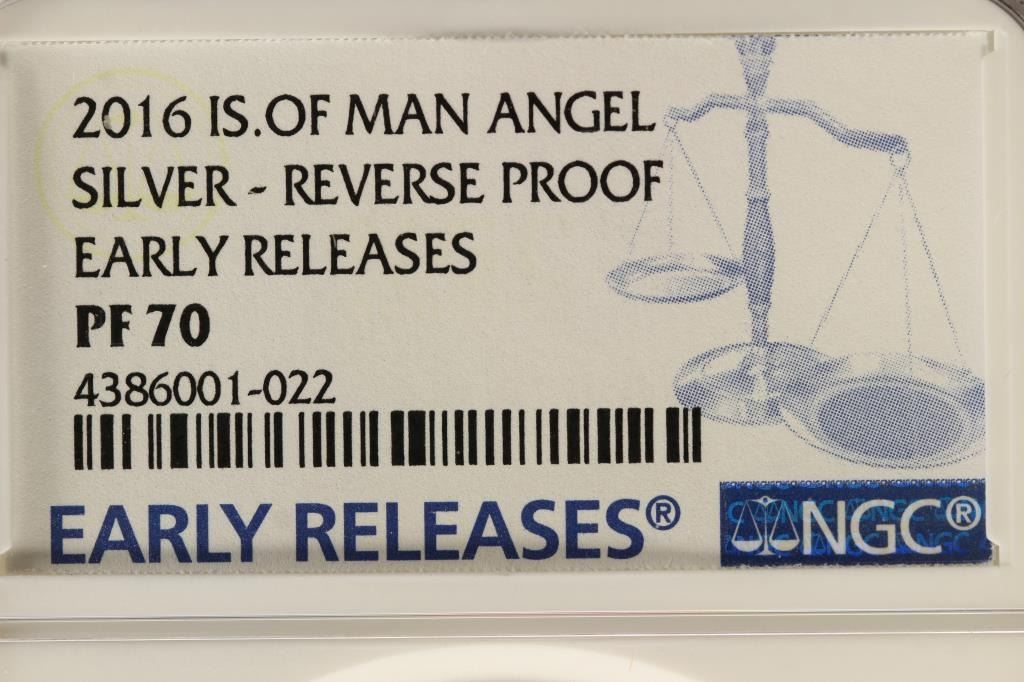 2016 IS.OF MAN ANGEL
SILVER - REVERSE PROOF
EARLY RELEASES
PF 70
4386001-022
EARLY RELEASES®
NGC®